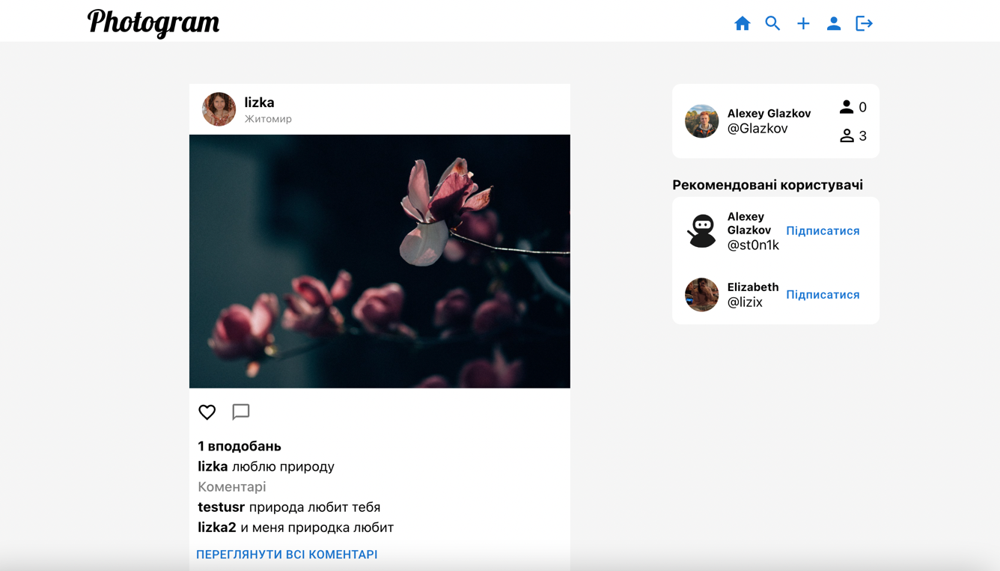 Photogram
lizka
Житомир
1 вподобань
lizka люблю природу
Коментарі
testusr природа любит тебя
lizka2 и меня природка любит
ПЕРЕГЛЯНУТИ ВСІ КОМЕНТАРІ
Alexey Glazkov
@Glazkov
0
3
Рекомендовані користувачі
Alexey
Glazkov
@st0n1k
Підписатися
Elizabeth
@lizix
Підписатися